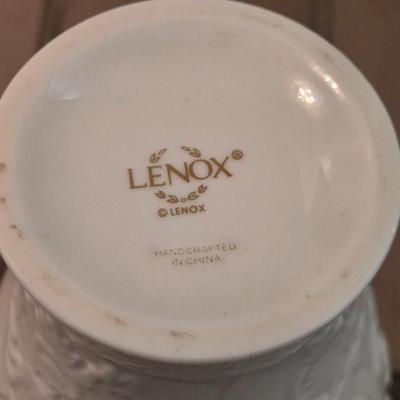 LENOX®
© LENOX
HANDCRAFTED
IN CHINA